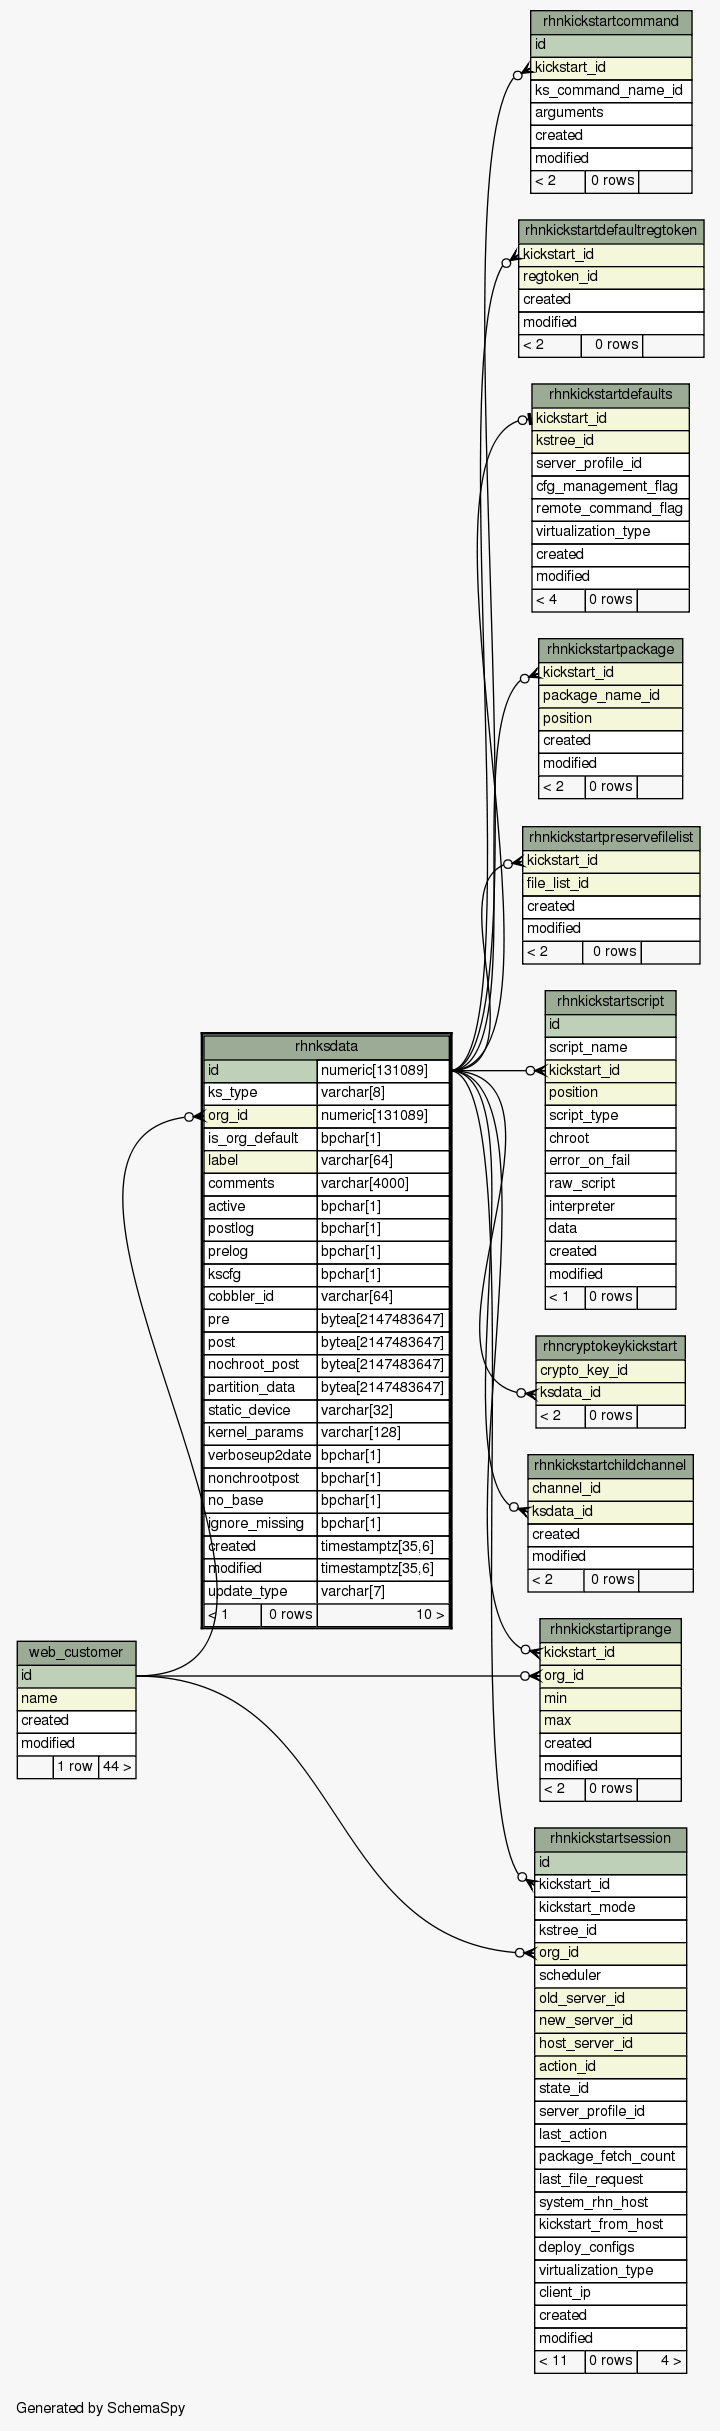 rhnkickstartcommand
id
kickstart_id
ks_command_name_id
arguments
created
modified
< 2 0 rows
rhnkickstartdefaultregtoken
kickstart_id
regtoken_id
created
modified
< 2 0 rows
rhnkickstartdefaults
kickstart_id
kstree_id
server_profile_id
cfg_management_flag
remote_command_flag
virtualization_type
created
modified
< 4 0 rows
rhnkickstartpackage
kickstart_id
package_name_id
position
created
modified
< 2 0 rows
rhnkickstartpreservefilelist
kickstart_id
file_list_id
created
modified
< 2 0 rows
rhnkickstartscript
id
script_name
kickstart_id
position
script_type
chroot
error_on_fail
raw_script
interpreter
data
created
modified
< 1 0 rows
rhnksdata
id numeric[131089]
ks_type varchar[8]
org_id numeric[131089]
is_org_default bpchar[1]
label varchar[64]
comments varchar[4000]
active bpchar[1]
postlog bpchar[1]
prelog bpchar[1]
kscfg bpchar[1]
cobbler_id varchar[64]
pre bytea[2147483647]
post bytea[2147483647]
nochroot_post bytea[2147483647]
partition_data bytea[2147483647]
static_device varchar[32]
kernel_params varchar[128]
verboseup2date bpchar[1]
nonchrootpost bpchar[1]
no_base bpchar[1]
ignore_missing bpchar[1]
created timestamptz[35,6]
modified timestamptz[35,6]
update_type varchar[7]
< 1 0 rows 10 >
rhncryptokeykickstart
crypto_key_id
ksdata_id
< 2 0 rows
rhnkickstartchildchannel
channel_id
ksdata_id
created
modified
< 2 0 rows
rhnkickstartiprange
kickstart_id
org_id
min
max
created
modified
< 2 0 rows
web_customer
id
name
created
modified
1 row 44 >
rhnkickstartsession
id
kickstart_id
kickstart_mode
kstree_id
org_id
scheduler
old_server_id
new_server_id
host_server_id
action_id
state_id
server_profile_id
last_action
package_fetch_count
last_file_request
system_rhn_host
kickstart_from_host
deploy_configs
virtualization_type
client_ip
created
modified
< 11 0 rows 4 >
Generated by SchemaSpy